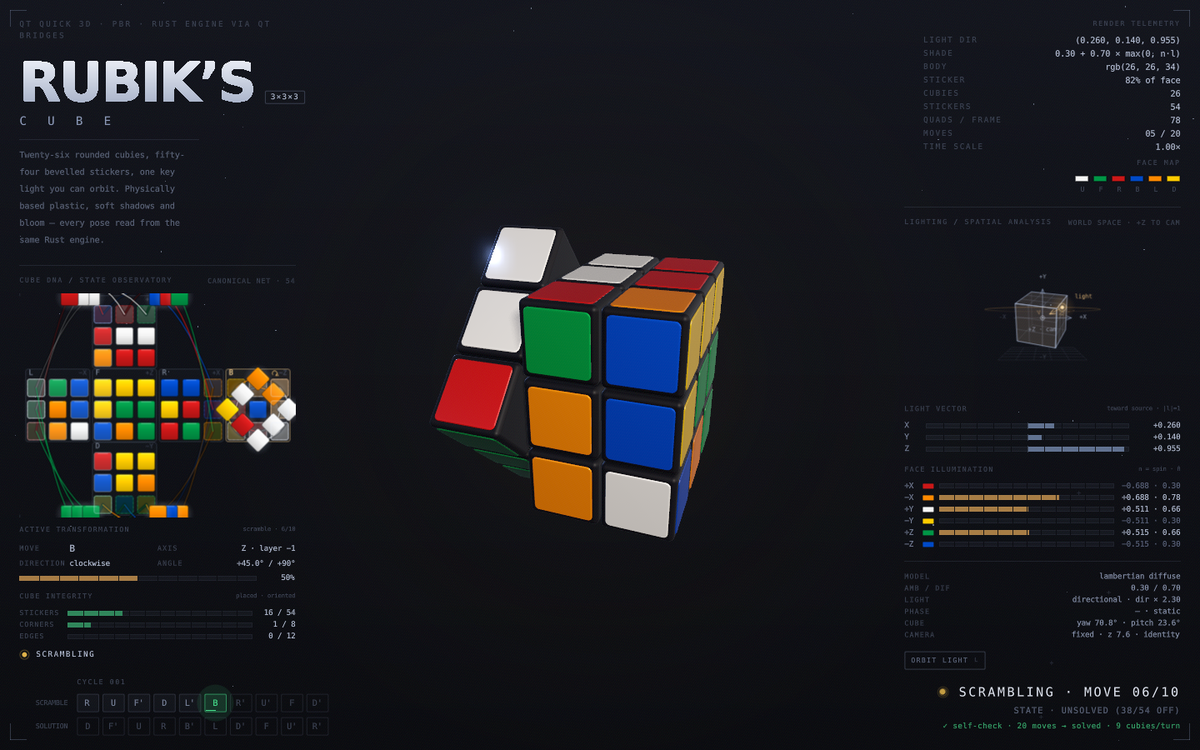 QT QUICK 3D · PBR · RUST ENGINE VIA QT
BRIDGES
RUBIK'S
3×3×3
CUBE
Twenty-six rounded cubies, fifty-
four bevelled stickers, one key
light you can orbit. Physically
based plastic, soft shadows and
bloom — every pose read from the
same Rust engine.
CUBE DNA / STATE OBSERVATORY
CANONICAL NET · 54
L F R B
D
ACTIVE TRANSFORMATION
scramble · 6/10
MOVE B AXIS Z · layer −1
DIRECTION clockwise ANGLE +45.0° / +90°
50%
CUBE INTEGRITY
placed · oriented
STICKERS 16 / 54
CORNERS 1 / 8
EDGES 0 / 12
SCRAMBLING
CYCLE 001
SCRAMBLE R U F' D L' B R' U' F D'
SOLUTION D F' U R B' L D' F U' R'
RENDER TELEMETRY
LIGHT DIR (0.260, 0.140, 0.955)
SHADE 0.30 + 0.70 × max(0, n·l)
BODY rgb(26, 26, 34)
STICKER 82% of face
CUBIES 26
STICKERS 54
QUADS / FRAME 78
MOVES 05 / 20
TIME SCALE 1.00×
FACE MAP
U F R B L D
LIGHTING / SPATIAL ANALYSIS
WORLD SPACE · +Z TO CAM
+Y
light
+X
+Z · cam
LIGHT VECTOR
toward source · |l|=1
X +0.260
Y +0.140
Z +0.955
FACE ILLUMINATION
+X −0.688 · 0.30
−X +0.688 · 0.78
+Y +0.511 · 0.66
−Y −0.511 · 0.30
+Z +0.515 · 0.66
−Z −0.515 · 0.30
MODEL lambertian diffuse
AMB / DIF 0.30 / 0.70
LIGHT directional · dir × 2.30
PHASE — · static
CUBE yaw 70.8° · pitch 23.6°
CAMERA fixed · z 7.6 · identity
ORBIT LIGHT L
SCRAMBLING · MOVE 06/10
STATE · UNSOLVED (38/54 OFF)
✓ self-check · 20 moves → solved · 9 cubies/turn